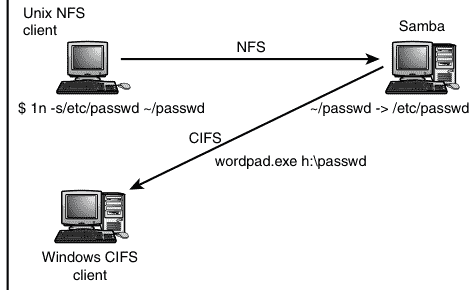 Unix NFS
client
NFS
Samba
$ 1n -s/etc/passwd ~/passwd
~/passwd -> /etc/passwd
CIFS
wordpad.exe h:\passwd
Windows CIFS
client